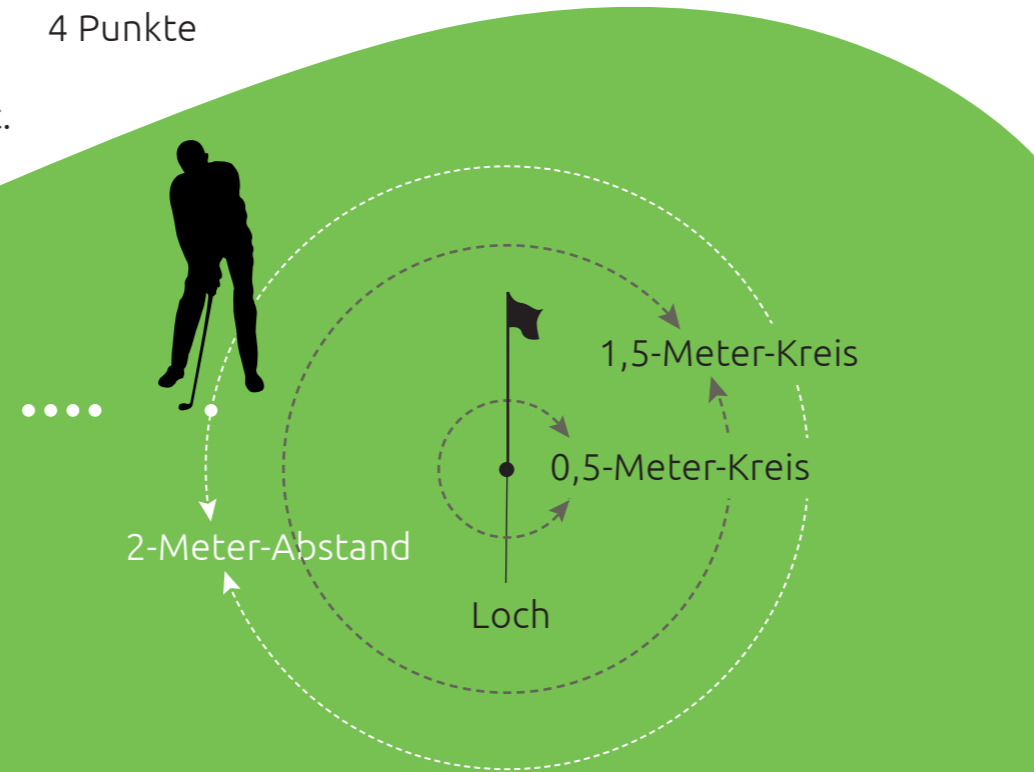 4 Punkte
1,5-Meter-Kreis
0,5-Meter-Kreis
2-Meter-Abstand
Loch